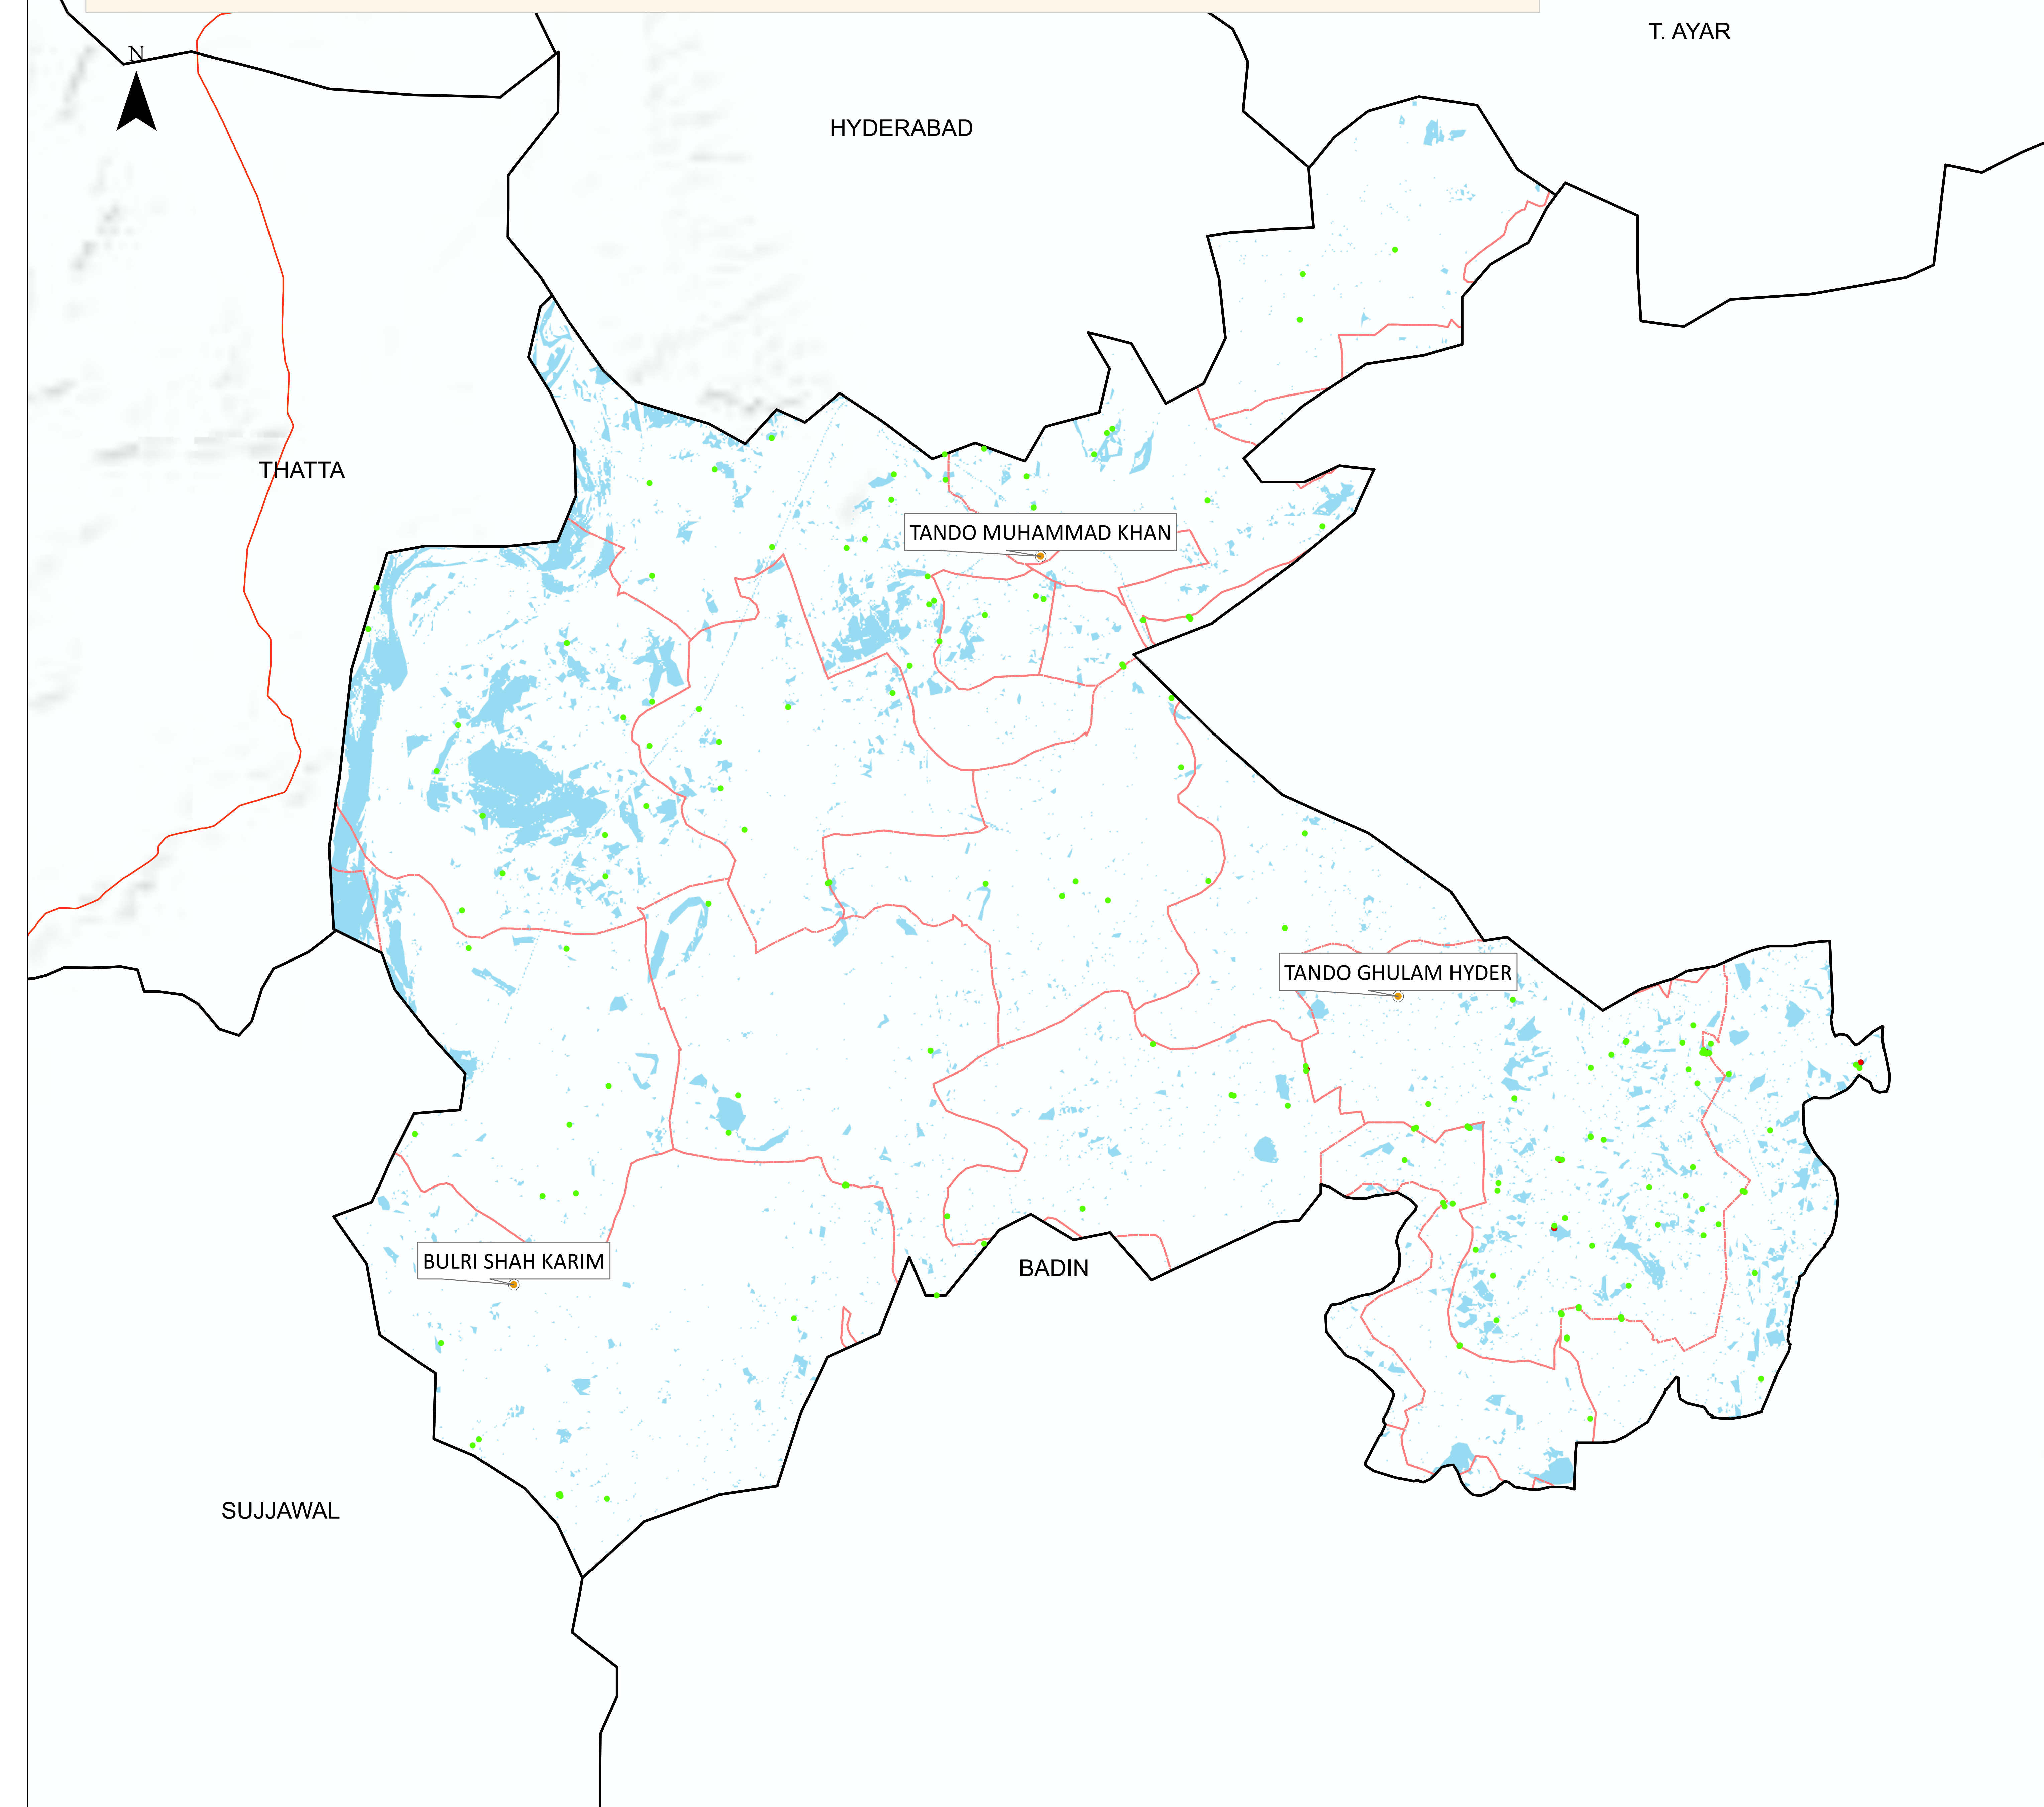 T. AYAR
N
HYDERABAD
THATTA
TANDO MUHAMMAD KHAN
TANDO GHULAM HYDER
BULRI SHAH KARIM
BADIN
SUJJAWAL